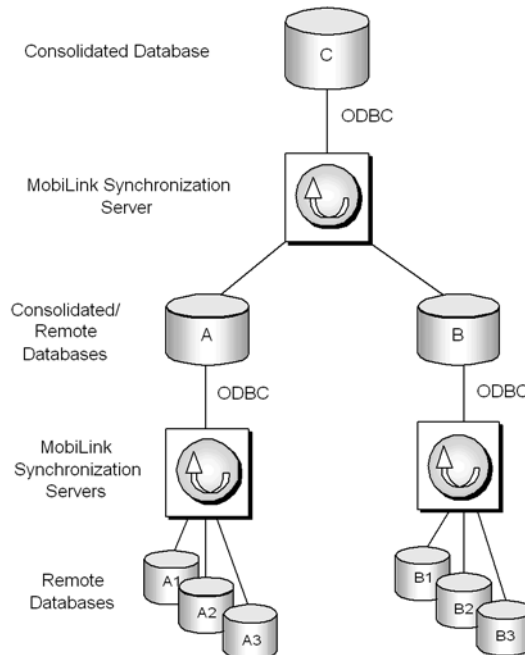 Consolidated Database
C
ODBC
MobiLink Synchronization
Server
Consolidated/
Remote
Databases
A
B
ODBC
ODBC
MobiLink
Synchronization
Servers
Remote
Databases
A1
A2
A3
B1
B2
B3